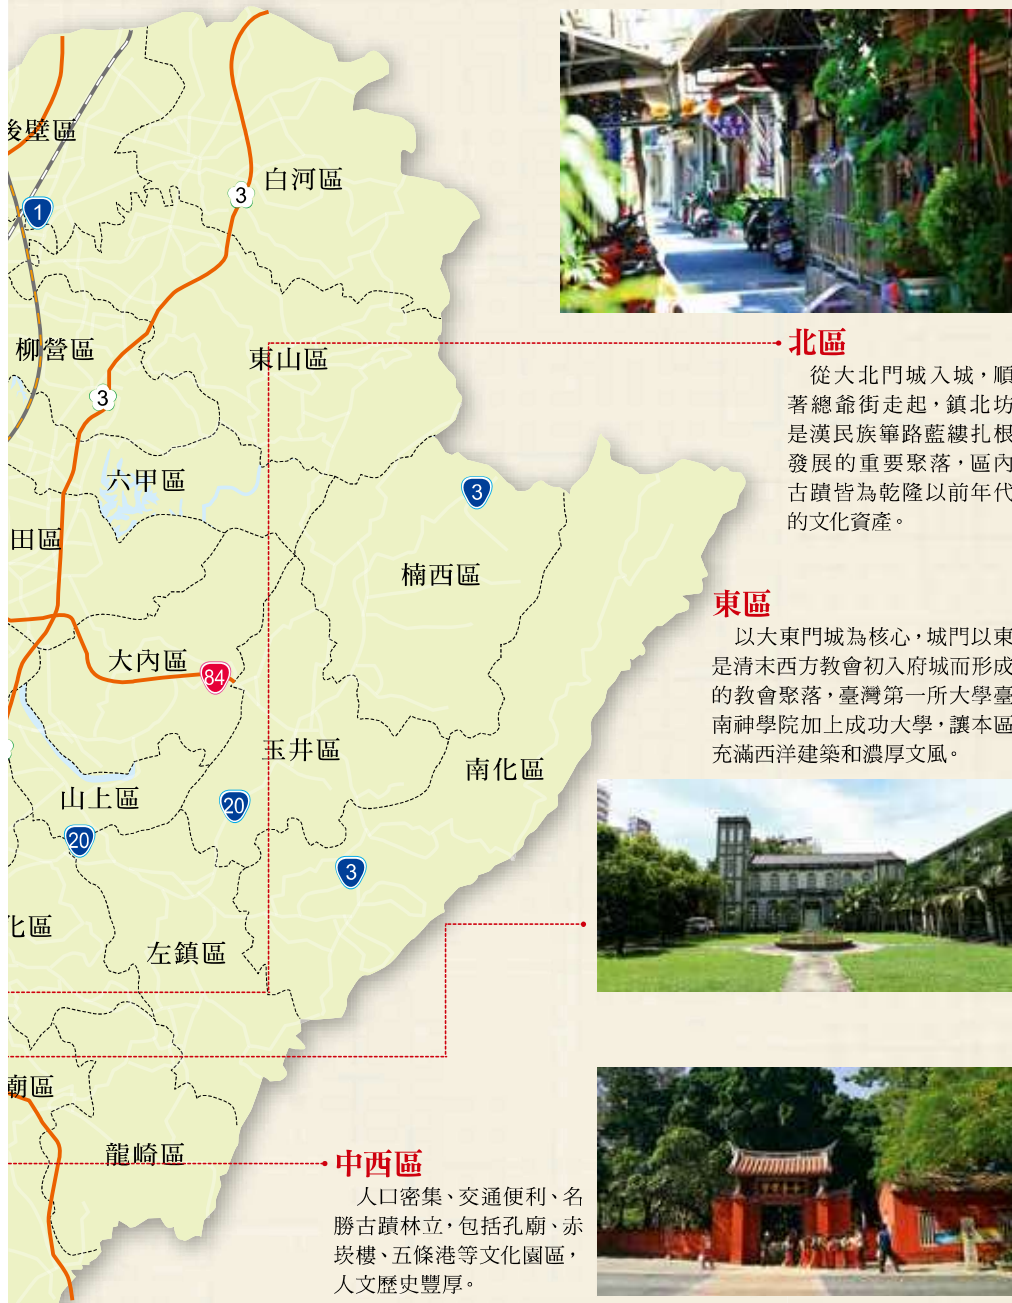 後壁區
白河區
3
1
柳營區
東山區
3
六甲區
3
田區
楠西區
大內區
84
玉井區
南化區
山上區
20
20
3
化區
左鎮區
廟區
龍崎區
北區
從大北門城入城，順
著總爺街走起，鎮北坊
是漢民族篳路藍縷扎根
發展的重要聚落，區內
古蹟皆為乾隆以前年代
的文化資產。
東區
以大東門城為核心，城門以東
是清末西方教會初入府城而形成
的教會聚落，臺灣第一所大學臺
南神學院加上成功大學，讓本區
充滿西洋建築和濃厚文風。
中西區
人口密集、交通便利、名
勝古蹟林立，包括孔廟、赤
崁樓、五條港等文化園區，
人文歷史豐厚。